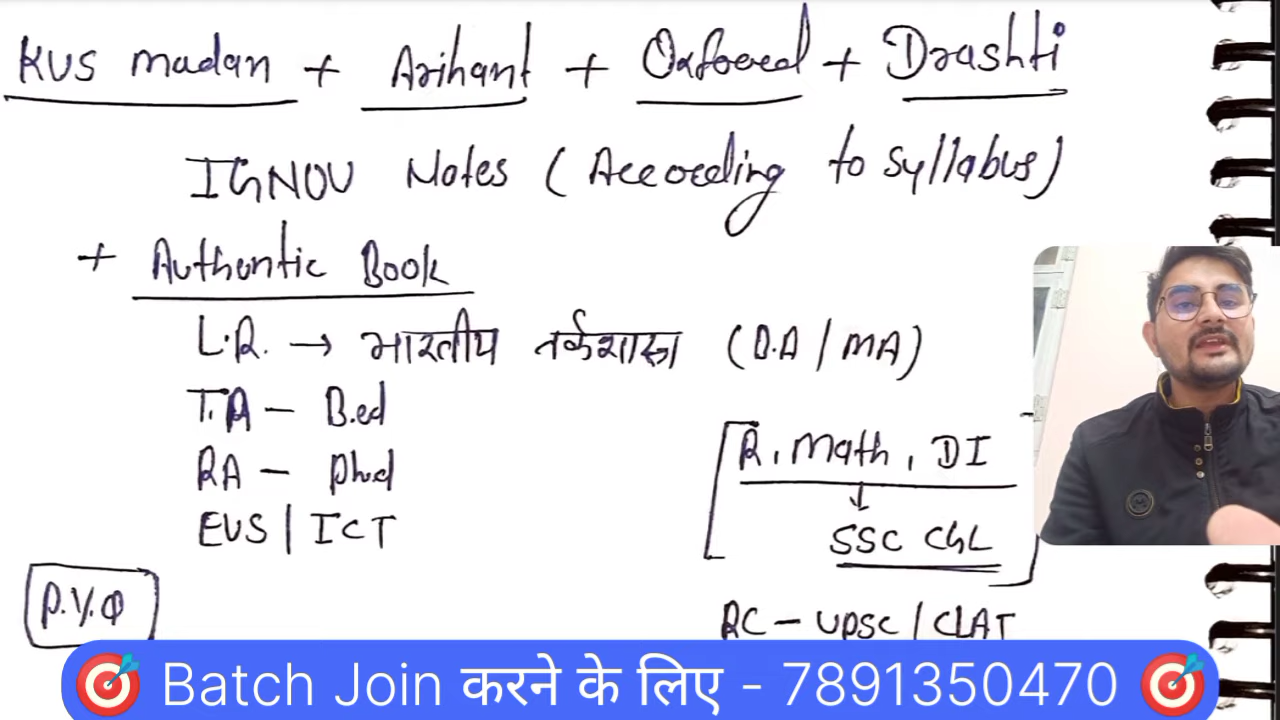 KVS madan + Arihant + Oxfoored + Drashti
IGNOU Notes (According to syllabus)
+ Authentic Book
L.R. → भारतीय तर्कशास्त्र (B.A / MA)
T.A - B.ed
RA - Phd
EVS | ICT
R, Math, DI
↓
SSC CGL
P.Y.Q
RC - UPSC / CLAT
🎯 Batch Join करने के लिए - 7891350470 🎯